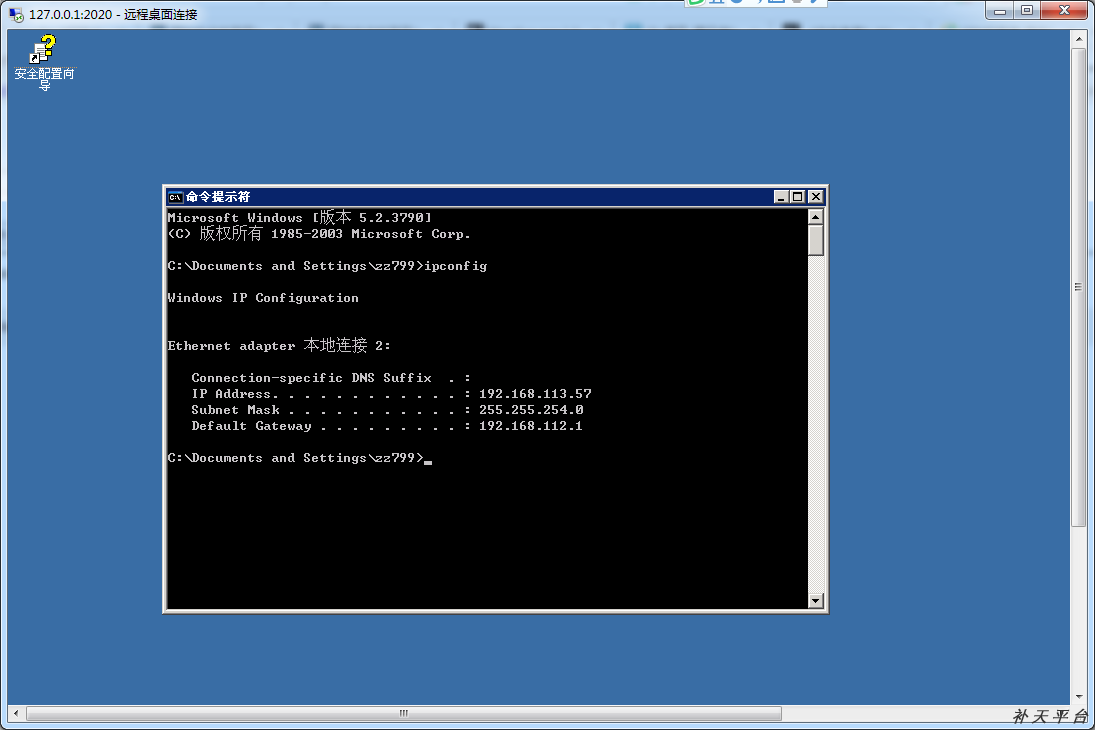 127.0.0.1:2020 - 远程桌面连接
安全配置向
导
命令提示符
Microsoft Windows [版本 5.2.3790]
(C) 版权所有 1985-2003 Microsoft Corp.
C:\Documents and Settings\zz799>ipconfig
Windows IP Configuration
Ethernet adapter 本地连接 2:
Connection-specific DNS Suffix  . :
IP Address. . . . . . . . . . . . : 192.168.113.57
Subnet Mask . . . . . . . . . . . : 255.255.254.0
Default Gateway . . . . . . . . . : 192.168.112.1
C:\Documents and Settings\zz799>
补天平台